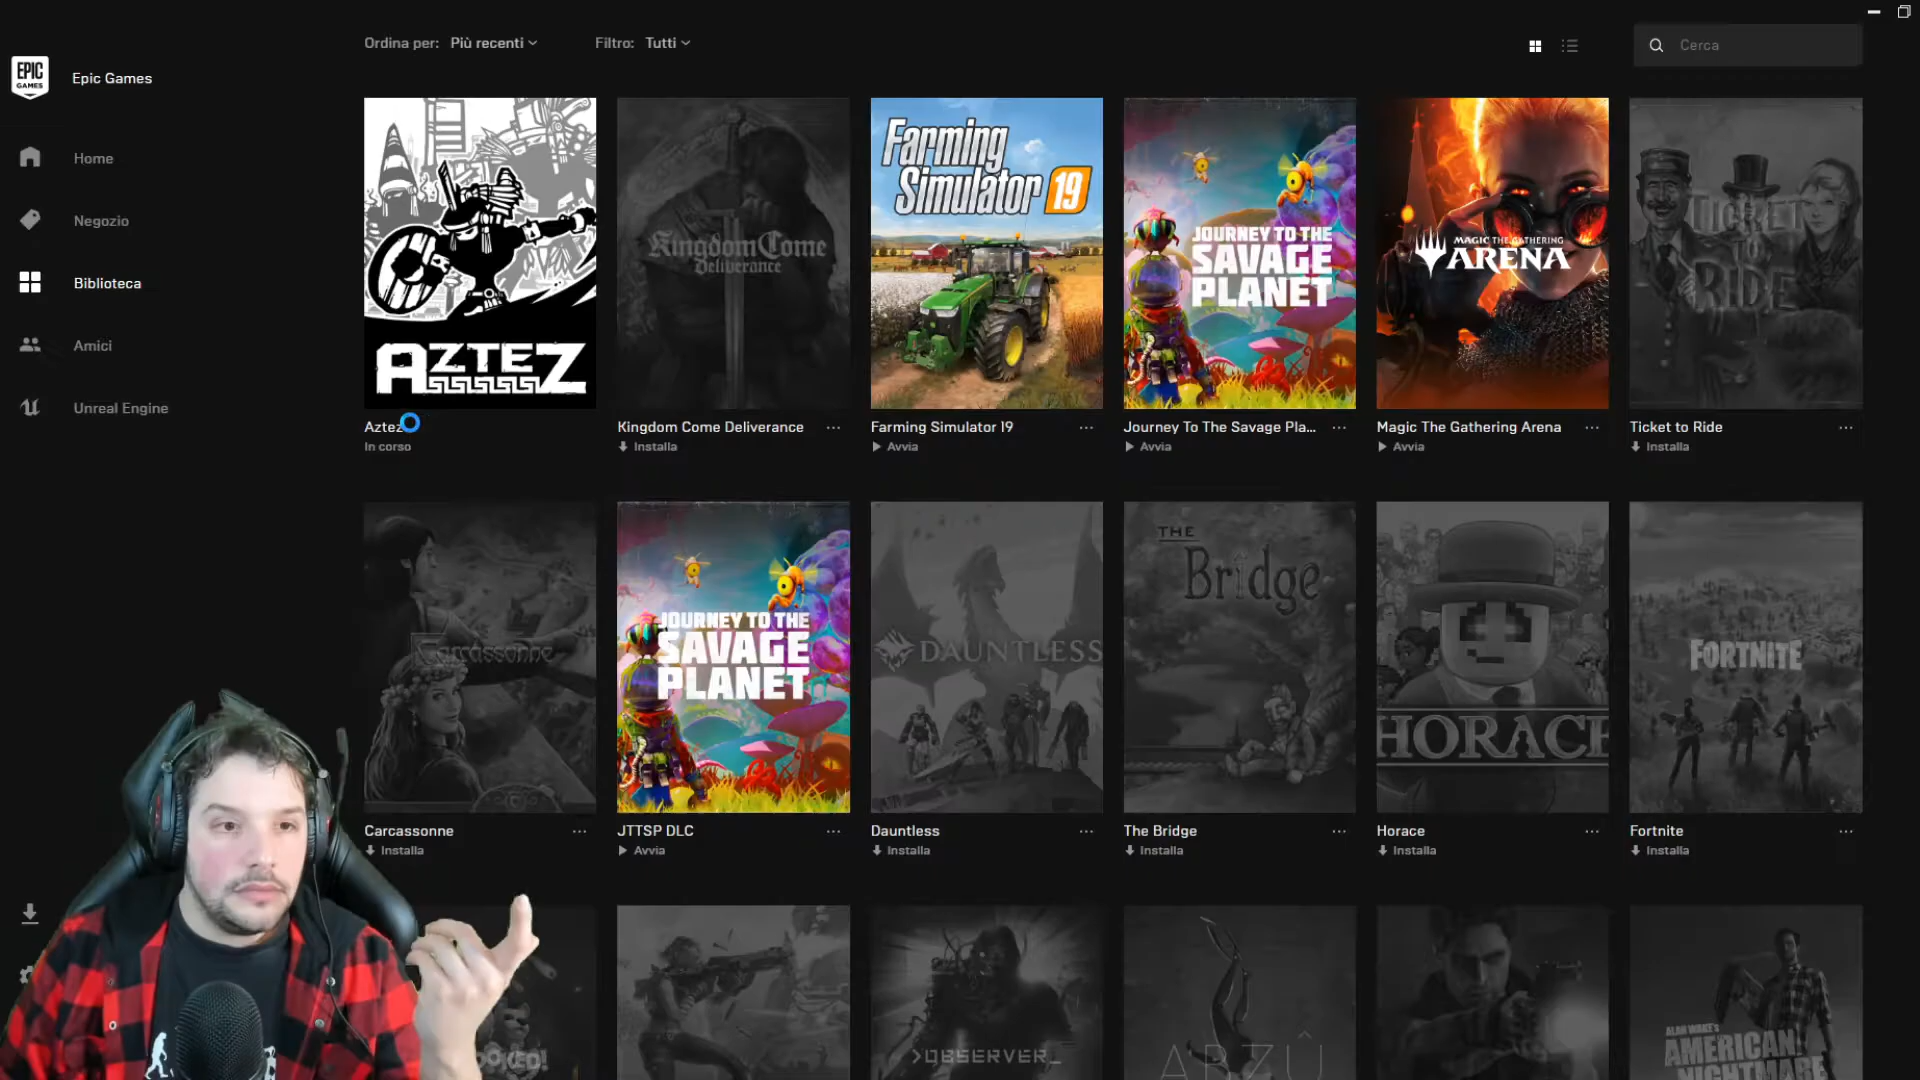 Ordina per: Più recenti
Filtro: Tutti
Cerca
EPIC
GAMES
Epic Games
Home
Negozio
Biblioteca
Amici
Unreal Engine
AZTEZ
Kingdom Come
Deliverance
Farming
Simulator 19
JOURNEY TO THE
SAVAGE
PLANET
MAGIC THE GATHERING
ARENA
TICKET
TO
RIDE
Aztez
In corso
Kingdom Come Deliverance ...
Installa
Farming Simulator 19 ...
Avvia
Journey To The Savage Pla... ...
Avvia
Magic The Gathering Arena ...
Avvia
Ticket to Ride ...
Installa
Carcassonne
JOURNEY TO THE
SAVAGE
PLANET
DAUNTLESS
THE
Bridge
HORACE
FORTNITE
Carcassonne ...
Installa
JTTSP DLC ...
Avvia
Dauntless ...
Installa
The Bridge ...
Installa
Horace ...
Installa
Fortnite ...
Installa
>OBSERVER_
ABZÛ
ALAN WAKE'S
AMERICAN
NIGHTMARE